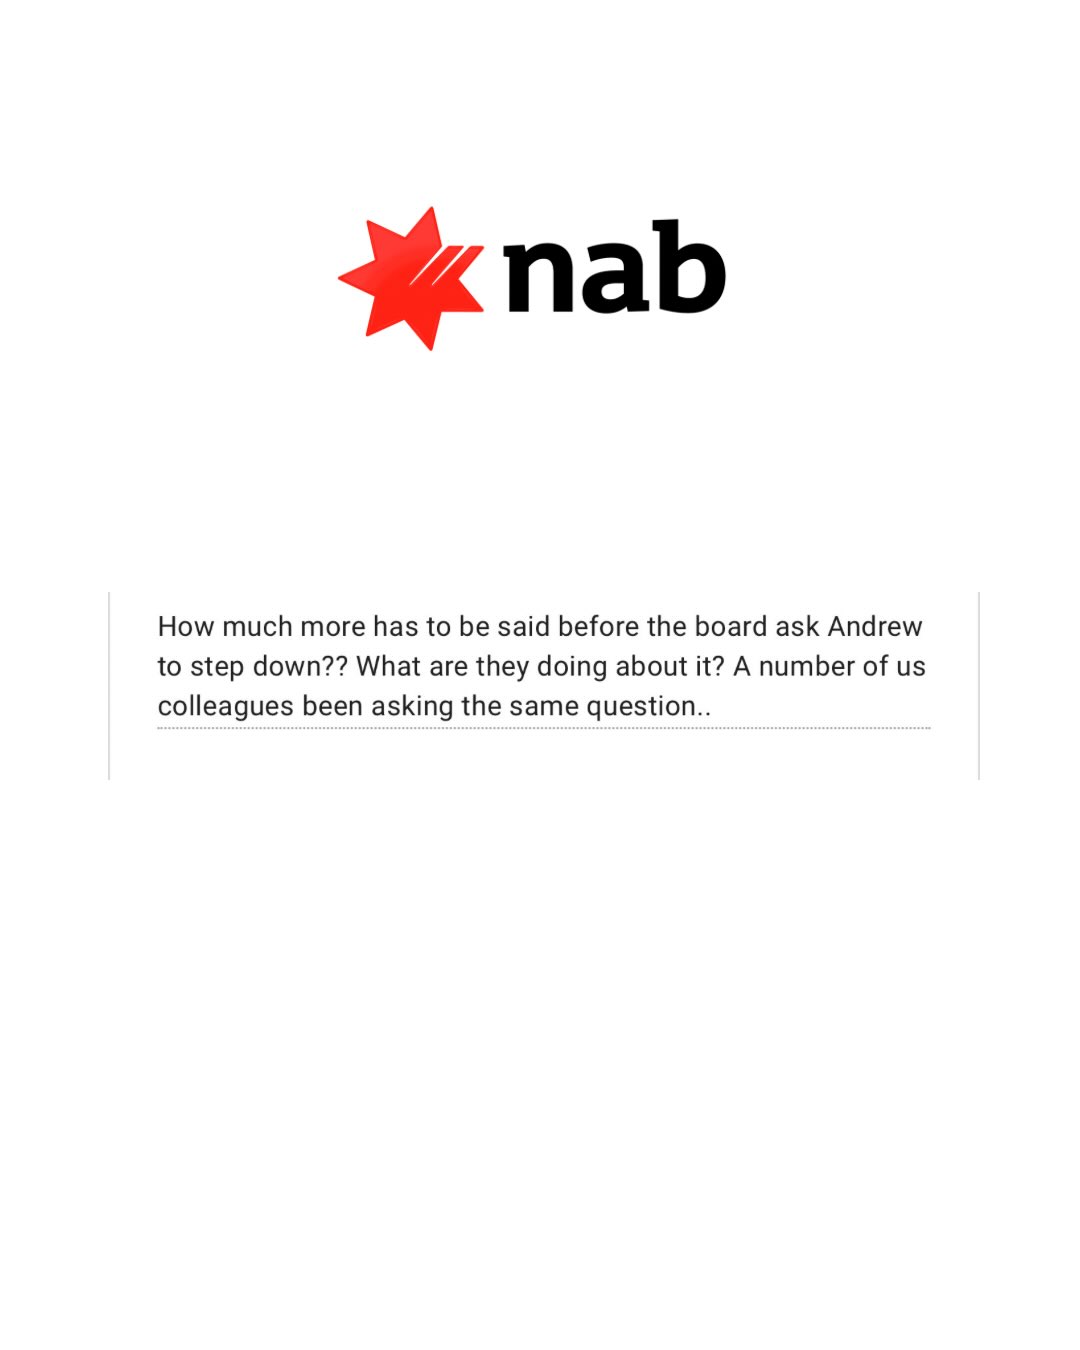 nab
How much more has to be said before the board ask Andrew
to step down?? What are they doing about it? A number of us
colleagues been asking the same question..